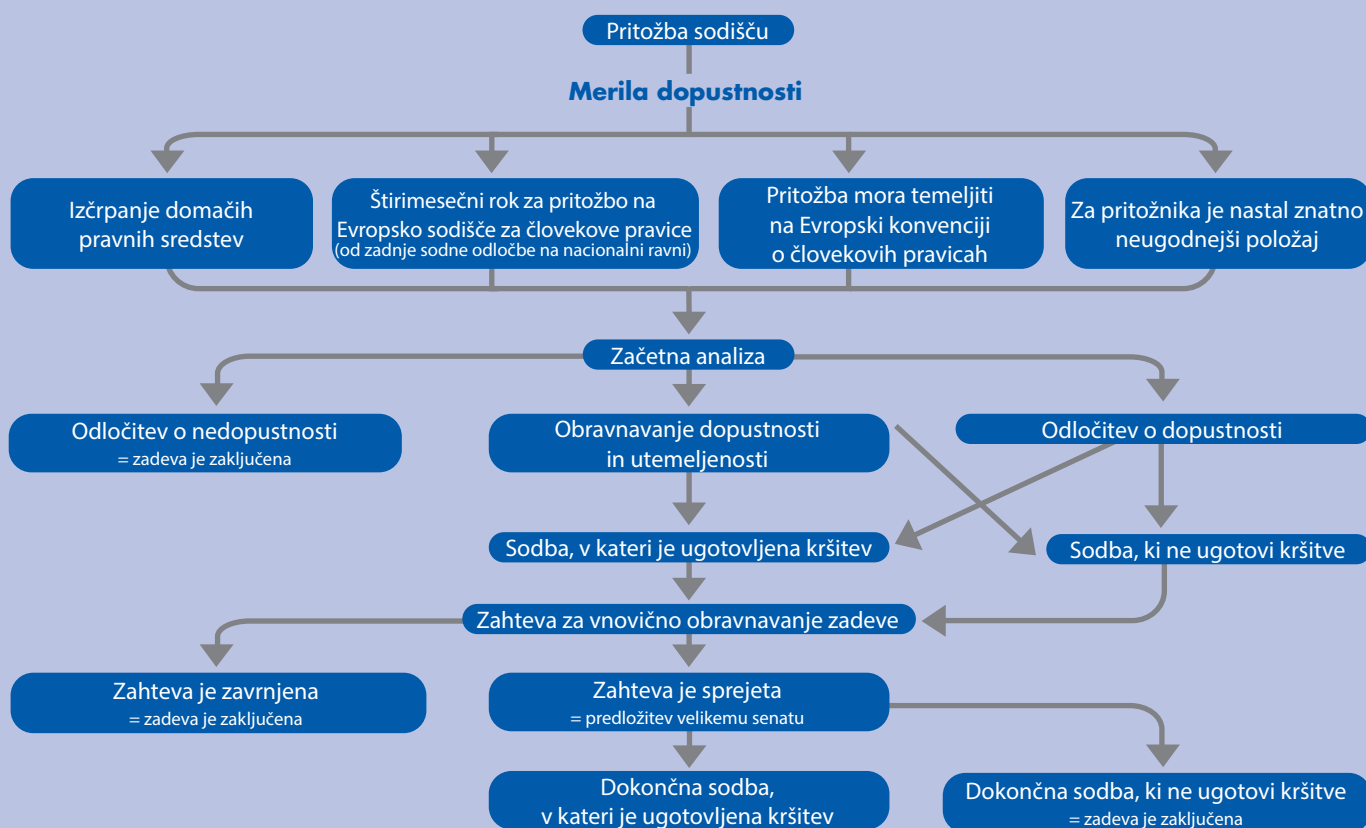 Pritožba sodišču
Merila dopustnosti
Izčrpanje domačih
pravnih sredstev
Štirimesečni rok za pritožbo na
Evropsko sodišče za človekove pravice
(od zadnje sodne odločbe na nacionalni ravni)
Pritožba mora temeljiti
na Evropski konvenciji
o človekovih pravicah
Za pritožnika je nastal znatno
neugodnejši položaj
Začetna analiza
Odločitev o nedopustnosti
= zadeva je zaključena
Obravnavanje dopustnosti
in utemeljenosti
Odločitev o dopustnosti
Sodba, v kateri je ugotovljena kršitev
Sodba, ki ne ugotovi kršitve
Zahteva za vnovično obravnavanje zadeve
Zahteva je zavrnjena
= zadeva je zaključena
Zahteva je sprejeta
= predložitev velikemu senatu
Dokončna sodba,
v kateri je ugotovljena kršitev
Dokončna sodba, ki ne ugotovi kršitve
= zadeva je zaključena